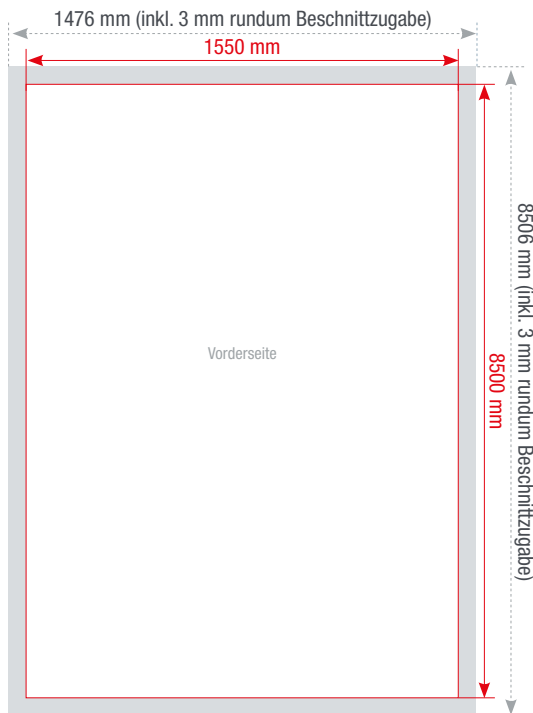 1476 mm (inkl. 3 mm rundum Beschnittzugabe)
1550 mm
Vorderseite
8500 mm
8506 mm (inkl. 3 mm rundum Beschnittzugabe)